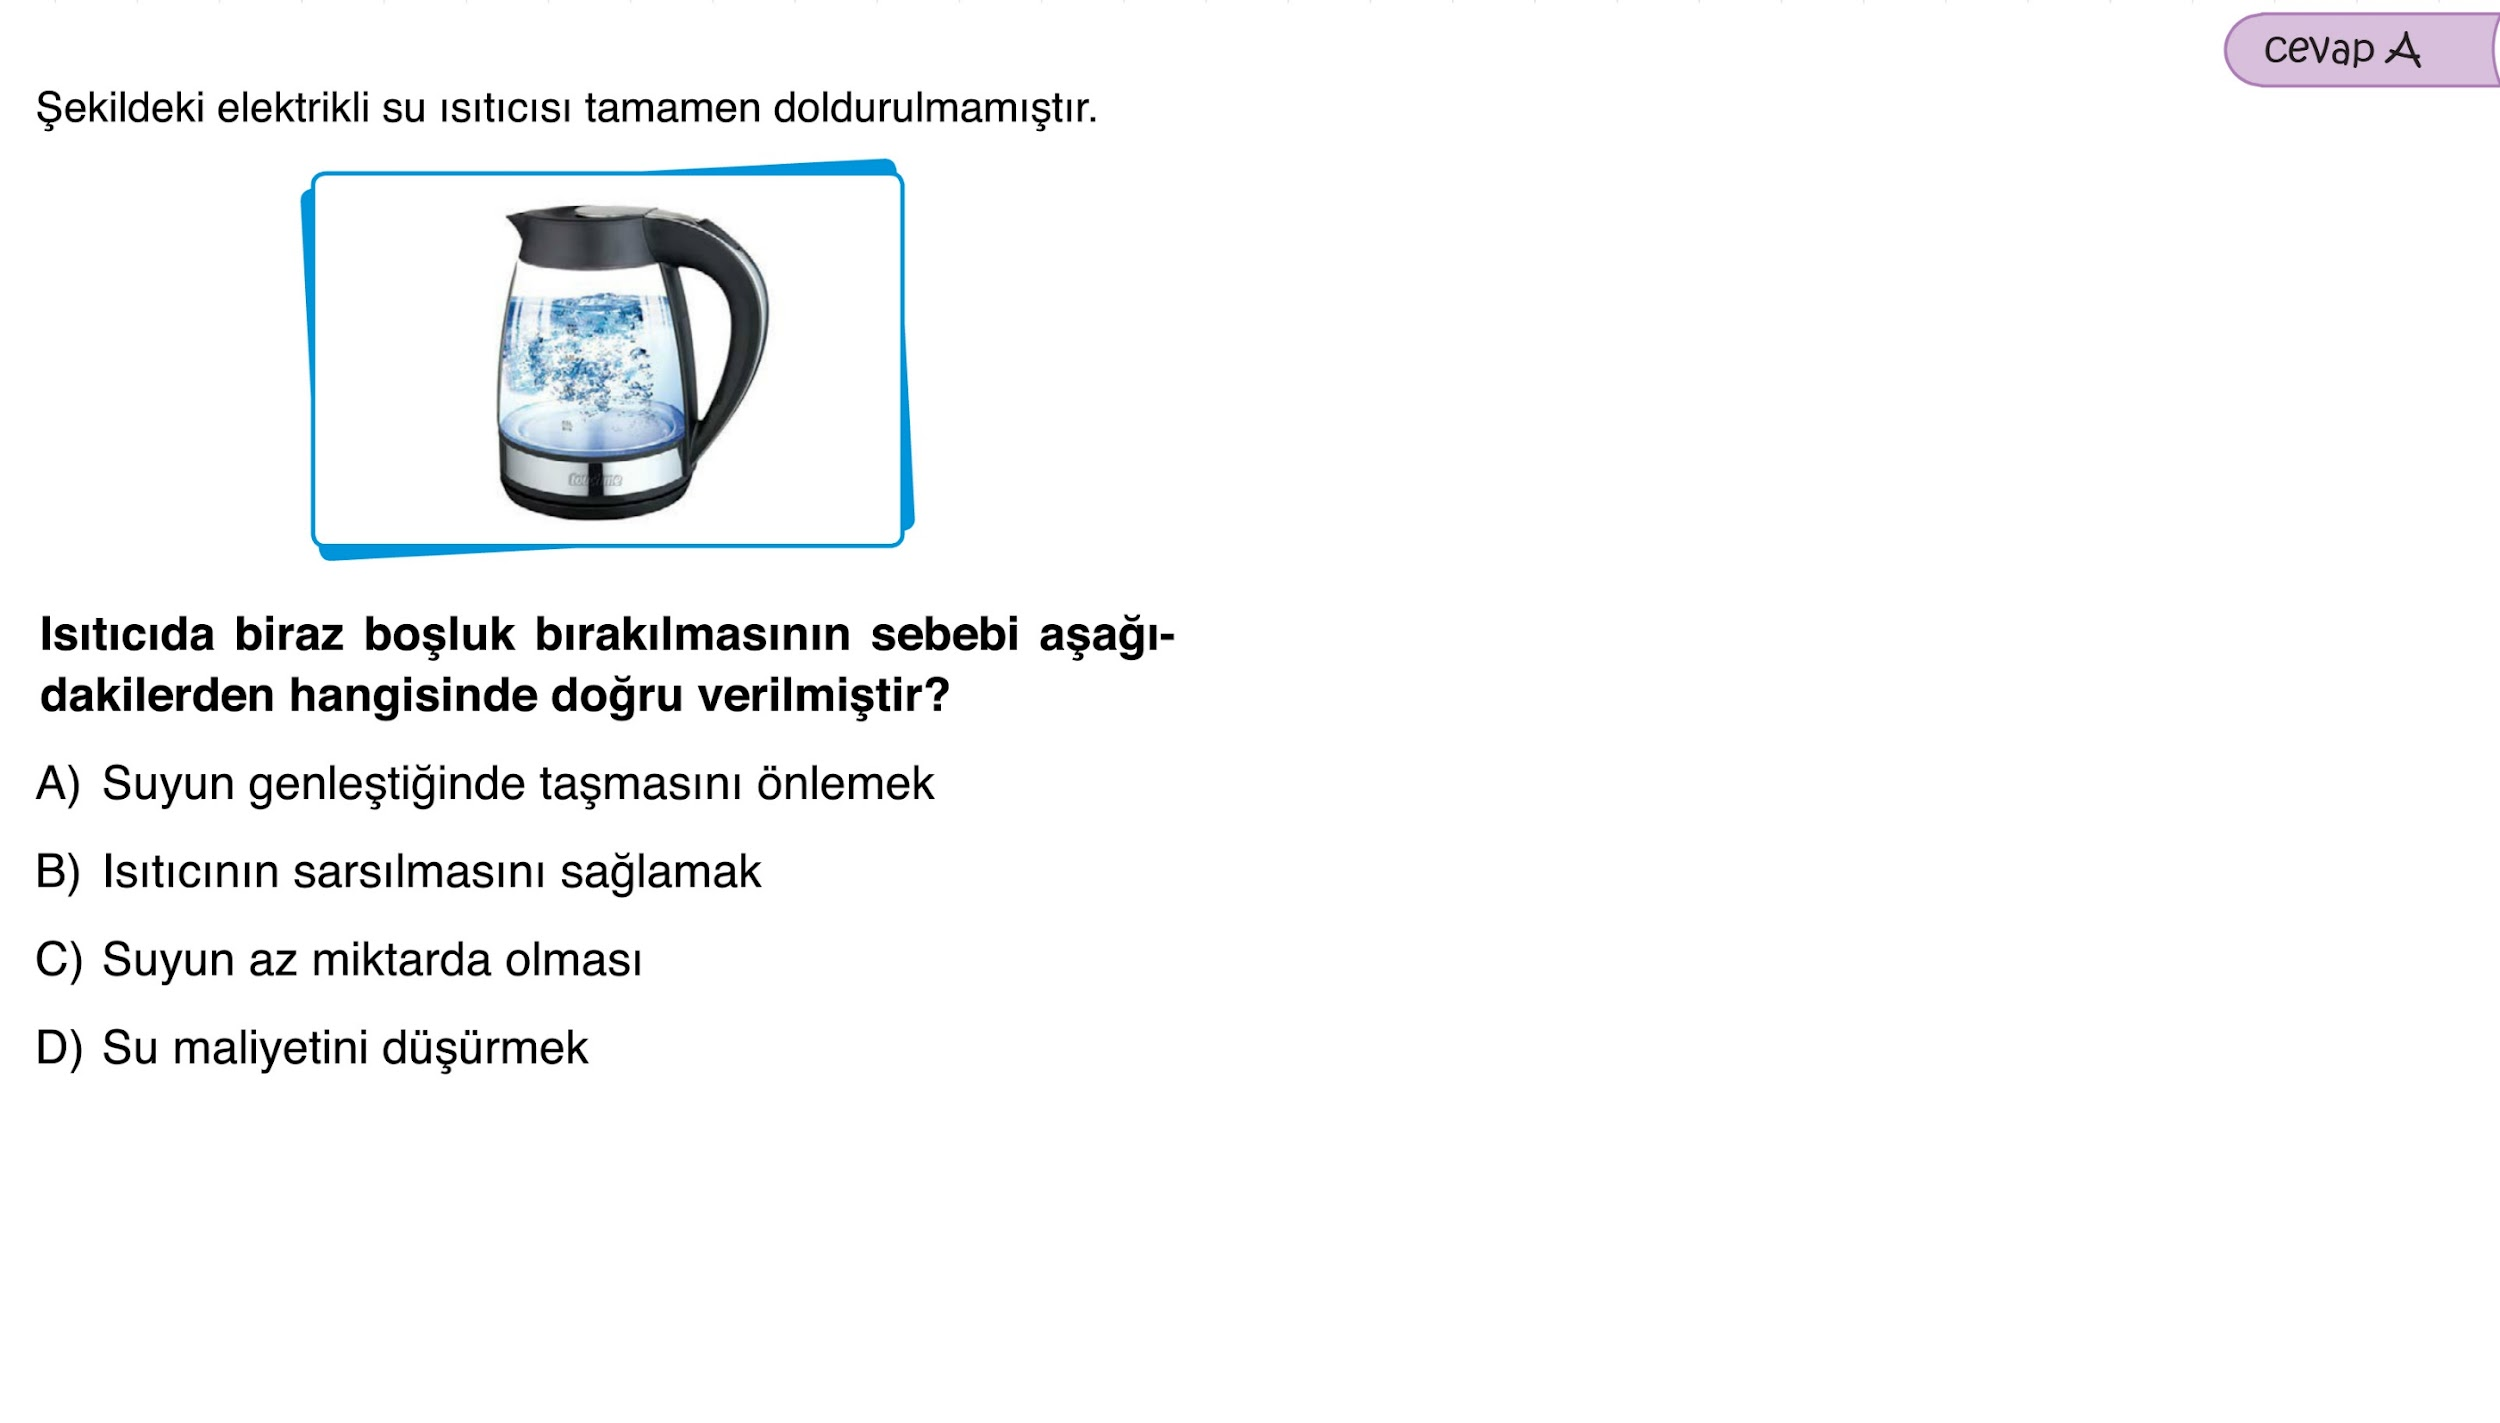 cevap A
Şekildeki elektrikli su ısıtıcısı tamamen doldurulmamıştır.
Isıtıcıda biraz boşluk bırakılmasının sebebi aşağı-
dakilerden hangisinde doğru verilmiştir?
A) Suyun genleştiğinde taşmasını önlemek
B) Isıtıcının sarsılmasını sağlamak
C) Suyun az miktarda olması
D) Su maliyetini düşürmek